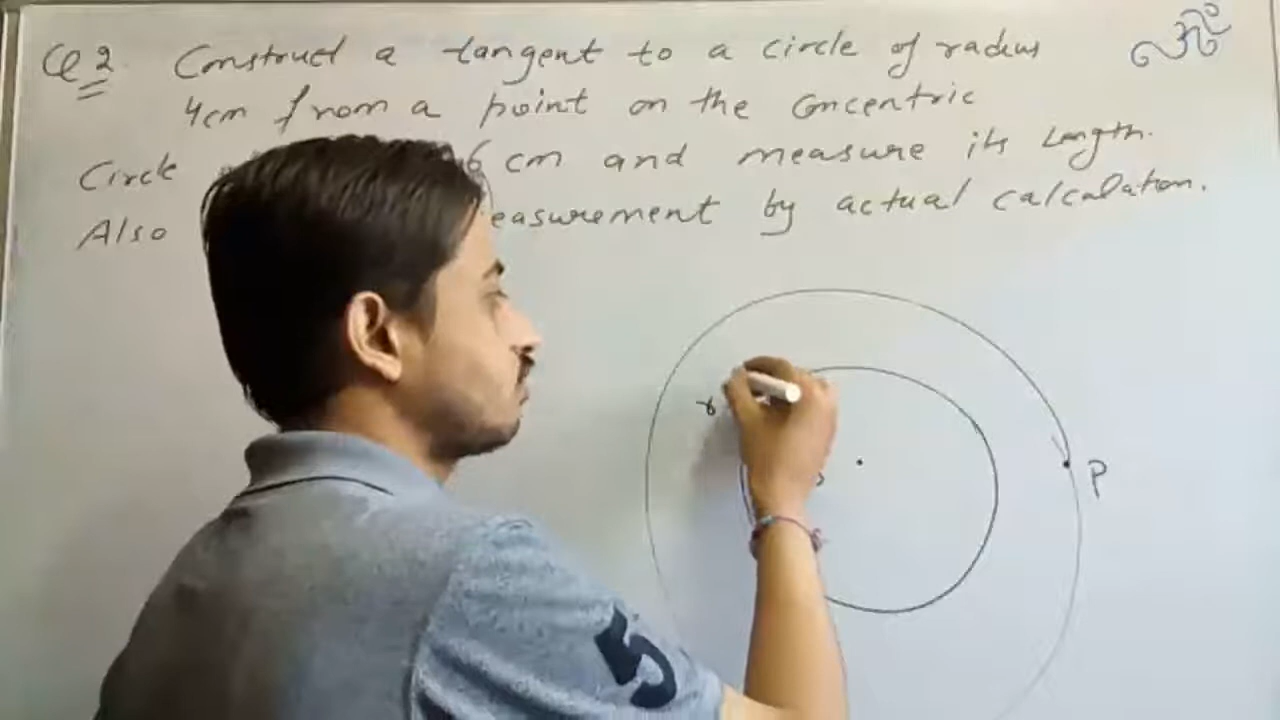 Q2 Construct a tangent to a circle of radius
4cm from a point on the concentric
Circle 6 cm and measure its Length.
Also easurement by actual calculation.
ॐ
r
P
5